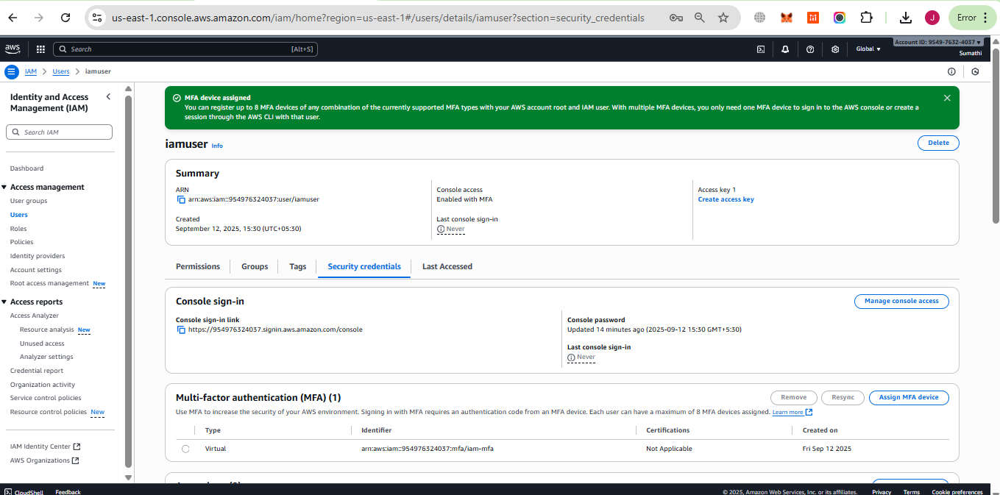 us-east-1.console.aws.amazon.com/iam/home?region=us-east-1#/users/details/iamuser?section=security_credentials
J
Error
aws
Search
[Alt+S]
Global
Account ID: 9549-7632-4037
Sumathi
IAM > Users > iamuser
Identity and Access
Management (IAM)
Search IAM
Dashboard
Access management
User groups
Users
Roles
Policies
Identity providers
Account settings
Root access management New
Access reports
Access Analyzer
Resource analysis New
Unused access
Analyzer settings
Credential report
Organization activity
Service control policies
Resource control policies New
IAM Identity Center
AWS Organizations
MFA device assigned
You can register up to 8 MFA devices of any combination of the currently supported MFA types with your AWS account root and IAM user. With multiple MFA devices, you only need one MFA device to sign in to the AWS console or create a
session through the AWS CLI with that user.
iamuser Info
Delete
Summary
ARN
arn:aws:iam::954976324037:user/iamuser
Created
September 12, 2025, 15:30 (UTC+05:30)
Console access
Enabled with MFA
Last console sign-in
Never
Access key 1
Create access key
Permissions
Groups
Tags
Security credentials
Last Accessed
Console sign-in
Manage console access
Console sign-in link
https://954976324037.signin.aws.amazon.com/console
Console password
Updated 14 minutes ago (2025-09-12 15:30 GMT+5:30)
Last console sign-in
Never
Multi-factor authentication (MFA) (1)
Remove
Resync
Assign MFA device
Use MFA to increase the security of your AWS environment. Signing in with MFA requires an authentication code from an MFA device. Each user can have a maximum of 8 MFA devices assigned. Learn more
Type
Identifier
Certifications
Created on
Virtual
arn:aws:iam::954976324037:mfa/iam-mfa
Not Applicable
Fri Sep 12 2025
CloudShell
Feedback
© 2025, Amazon Web Services, Inc. or its affiliates.
Privacy
Terms
Cookie preferences